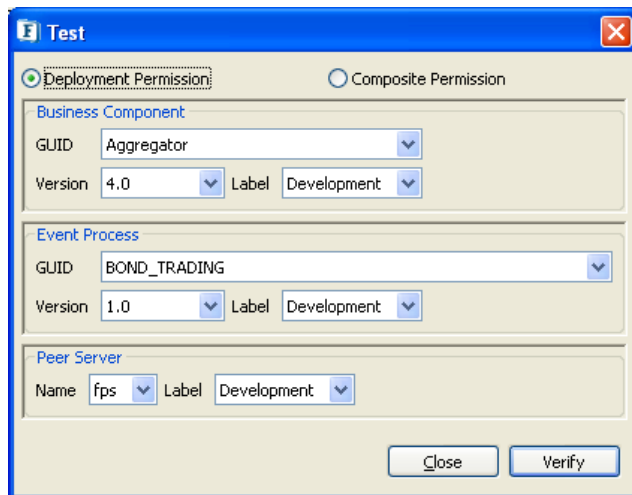 F Test
Deployment Permission Composite Permission
Business Component
GUID Aggregator
Version 4.0 Label Development
Event Process
GUID BOND_TRADING
Version 1.0 Label Development
Peer Server
Name fps Label Development
Close Verify